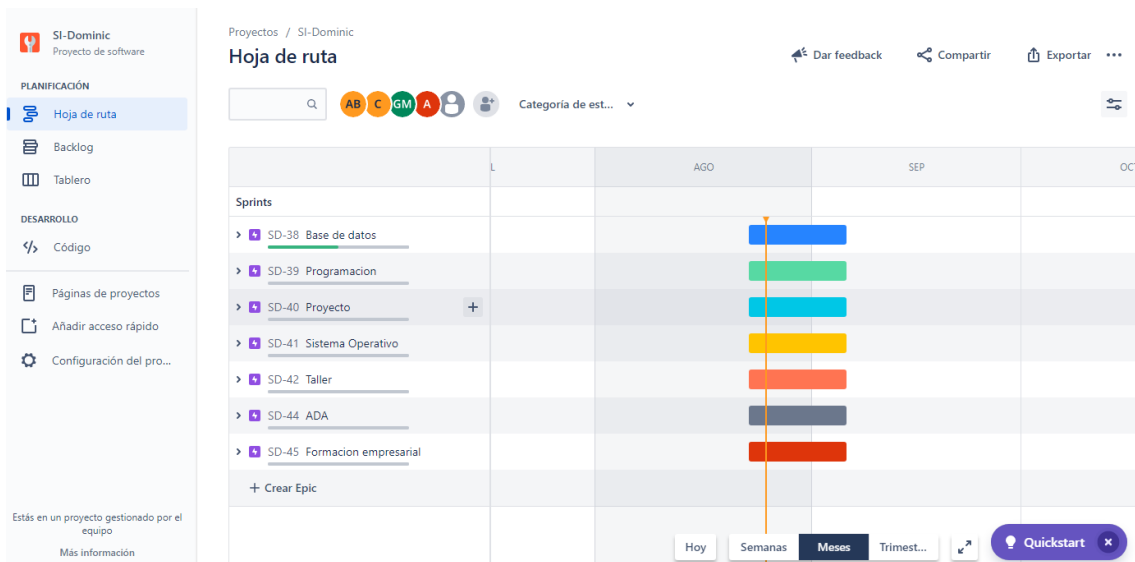 SI-Dominic
Proyecto de software
PLANIFICACIÓN
Hoja de ruta
Backlog
Tablero
DESARROLLO
Código
Páginas de proyectos
Añadir acceso rápido
Configuración del pro...
Estás en un proyecto gestionado por el
equipo
Más información
Proyectos / SI-Dominic
Hoja de ruta
Dar feedback
Compartir
Exportar
AB C GM A
Categoría de est...
L AGO SEP OCT
Sprints
SD-38 Base de datos
SD-39 Programacion
SD-40 Proyecto
SD-41 Sistema Operativo
SD-42 Taller
SD-44 ADA
SD-45 Formacion empresarial
+ Crear Epic
Hoy
Semanas
Meses
Trimest...
Quickstart